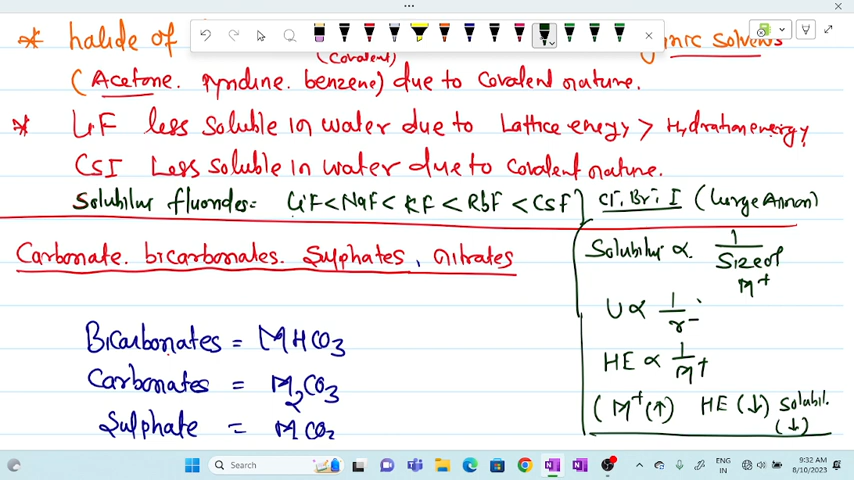 * halide of
(Covalent)
(Acetone. Pyridine. benzene) due to Covalent nature.
* LiF less soluble in water due to Lattice energy > Hydration energy
CsI Less soluble in water due to Covalent nature.
fluorides:- LiF < NaF < KF < RbF < CsF] Cl. Br. I (Large Anion)
Carbonate. bicarbonates. Sulphates, nitrates
∝ 1/Size of M+
U ∝ 1/r-
HE ∝ 1/M+
(M+(↑) HE (↓) Solubil. (↓)
Bicarbonates = MHCO3
Carbonates = M2CO3
Sulphate = MCO2
Search
ENG
IN
9:32 AM
8/10/2023